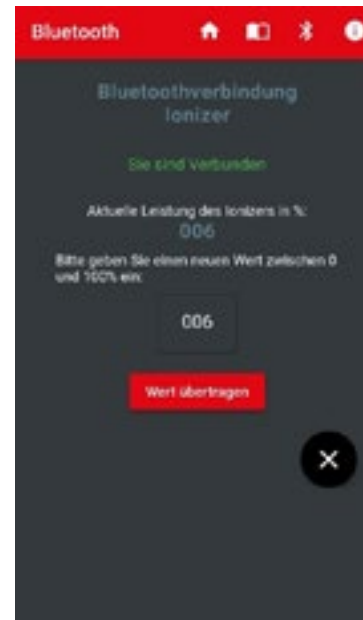 Bluetooth
Bluetoothverbindung
Ionizer
Sie sind Verbunden
Aktuelle Leistung des Ionizers in %:
006
Bitte geben Sie einen neuen Wert zwischen 0
und 100% ein:
006
Wert übertragen